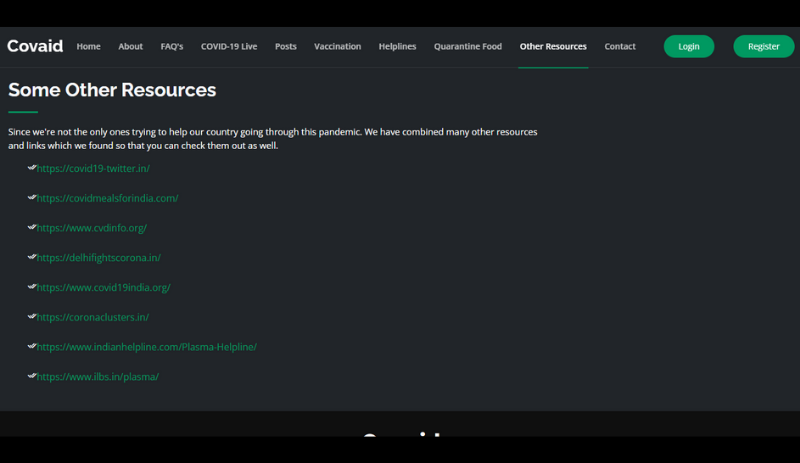 Covaid Home About FAQ's COVID-19 Live Posts Vaccination Helplines Quarantine Food Other Resources Contact Login Register
Some Other Resources
Since we're not the only ones trying to help our country going through this pandemic. We have combined many other resources
and links which we found so that you can check them out as well.
https://covid19-twitter.in/
https://covidmealsforindia.com/
https://www.cvdinfo.org/
https://delhifightscorona.in/
https://www.covid19india.org/
https://coronaclusters.in/
https://www.indianhelpline.com/Plasma-Helpline/
https://www.ilbs.in/plasma/